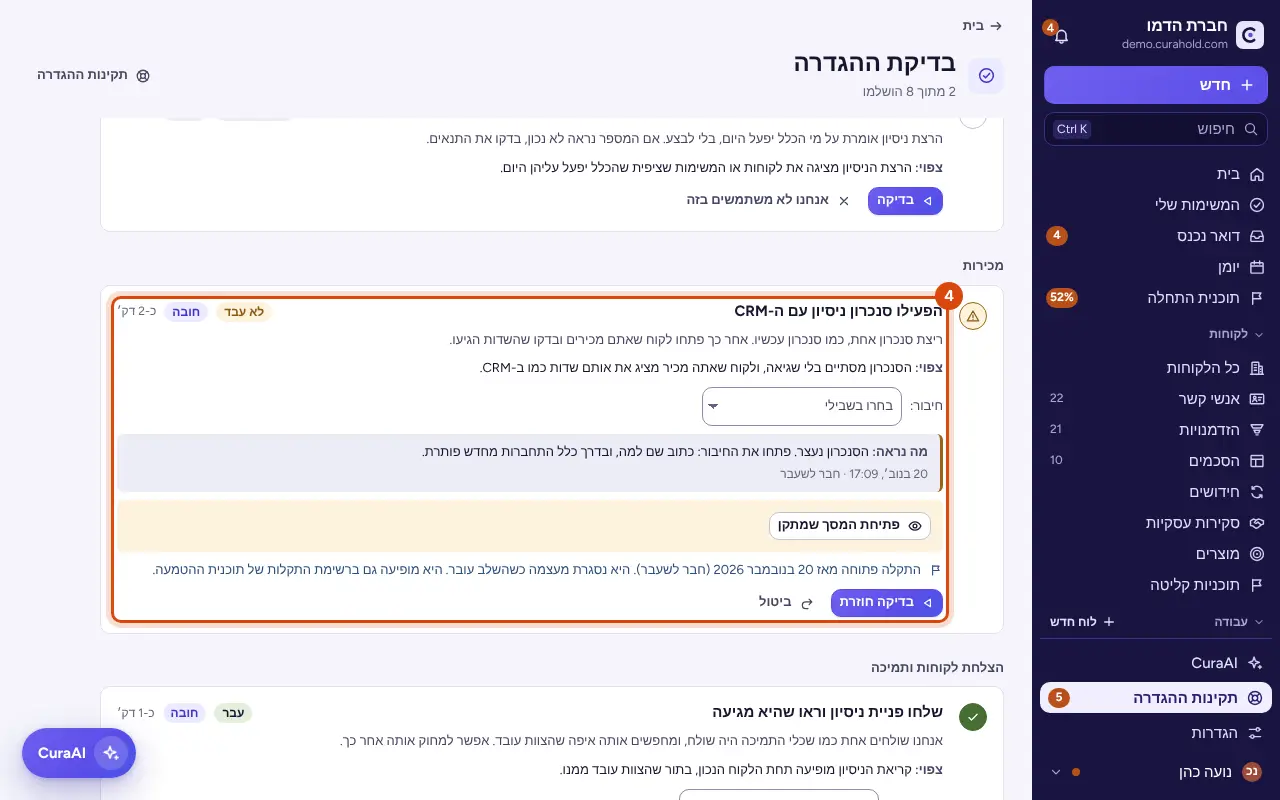 חברת הדמו
demo.curahold.com
4
חדש
חיפוש
Ctrl K
בית
המשימות שלי
דואר נכנס
4
יומן
תוכנית התחלה
52%
לקוחות
כל הלקוחות
אנשי קשר
22
הזדמנויות
21
הסכמים
10
חידושים
סקירות עסקיות
מוצרים
תוכניות קליטה
עבודה
לוח חדש
CuraAI
תקינות ההגדרה
5
הגדרות
נכ
נועה כהן
בית
בדיקת ההגדרה
2 מתוך 8 הושלמו
תקינות ההגדרה
הרצת ניסיון אומרת על מי הכלל יפעל היום, בלי לבצע. אם המספר נראה לא נכון, בדקו את התנאים.
צפוי: הרצת הניסיון מציגה את לקוחות או המשימות שציפית שהכלל יפעל עליהן היום.
בדיקה
אנחנו לא משתמשים בזה
מכירות
4
הפעילו סנכרון ניסיון עם ה-CRM
לא עבד
חובה
כ-2 דק׳
ריצת סנכרון אחת, כמו סנכרון עכשיו. אחר כך פתחו לקוח שאתם מכירים ובדקו שהשדות הגיעו.
צפוי: הסנכרון מסתיים בלי שגיאה, ולקוח שאתה מכיר מציג את אותם שדות כמו ב-CRM.
חיבור:
בחרו בשבילי
מה נראה: הסנכרון נעצר. פתחו את החיבור: כתוב שם למה, ובדרך כלל התחברות מחדש פותרת.
20 בנוב׳, 17:09 · חבר לשעבר
פתיחת המסך שמתקן
התקלה פתוחה מאז 20 בנובמבר 2026 (חבר לשעבר). היא נסגרת מעצמה כשהשלב עובר. היא מופיעה גם ברשימת התקלות של תוכנית ההטמעה.
בדיקה חוזרת
ביטול
הצלחת לקוחות ותמיכה
שלחו פניית ניסיון וראו שהיא מגיעה
עבר
חובה
כ-1 דק׳
אנחנו שולחים אחת כמו שכלי התמיכה היה שולח, ומחפשים אותה איפה שהצוות עובד. אפשר למחוק אותה אחר כך.
צפוי: קריאת הניסיון מופיעה תחת הלקוח הנכון, בתור שהצוות עובד ממנו.
CuraAI